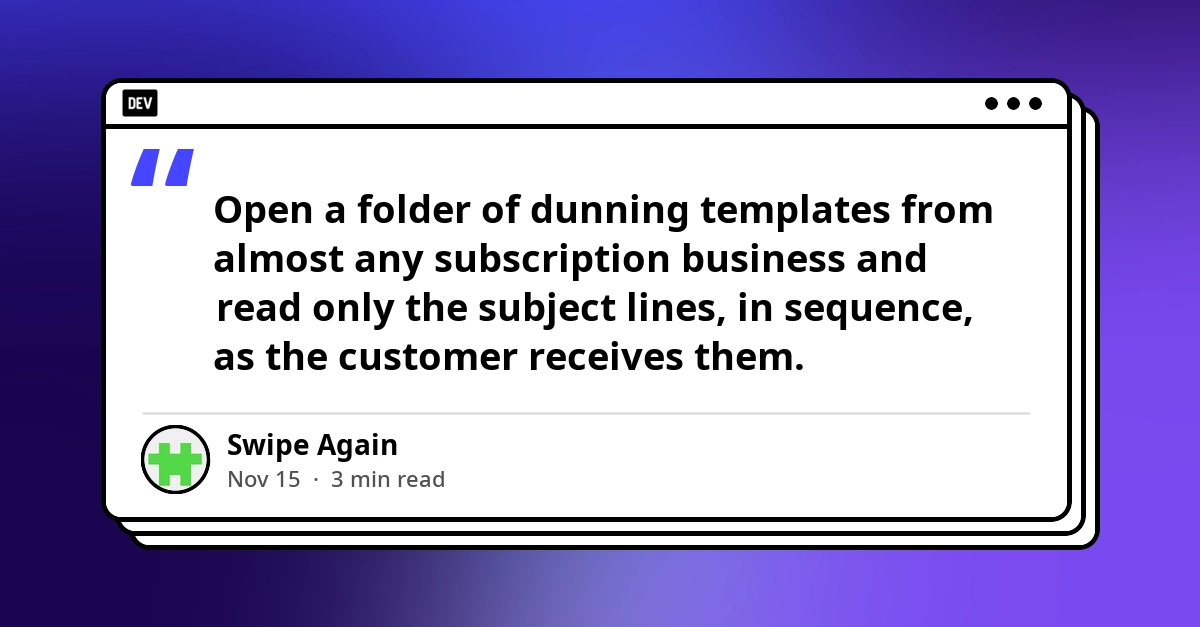 DEV
“
Open a folder of dunning templates from
almost any subscription business and
read only the subject lines, in sequence,
as the customer receives them.
Swipe Again
Nov 15 · 3 min read